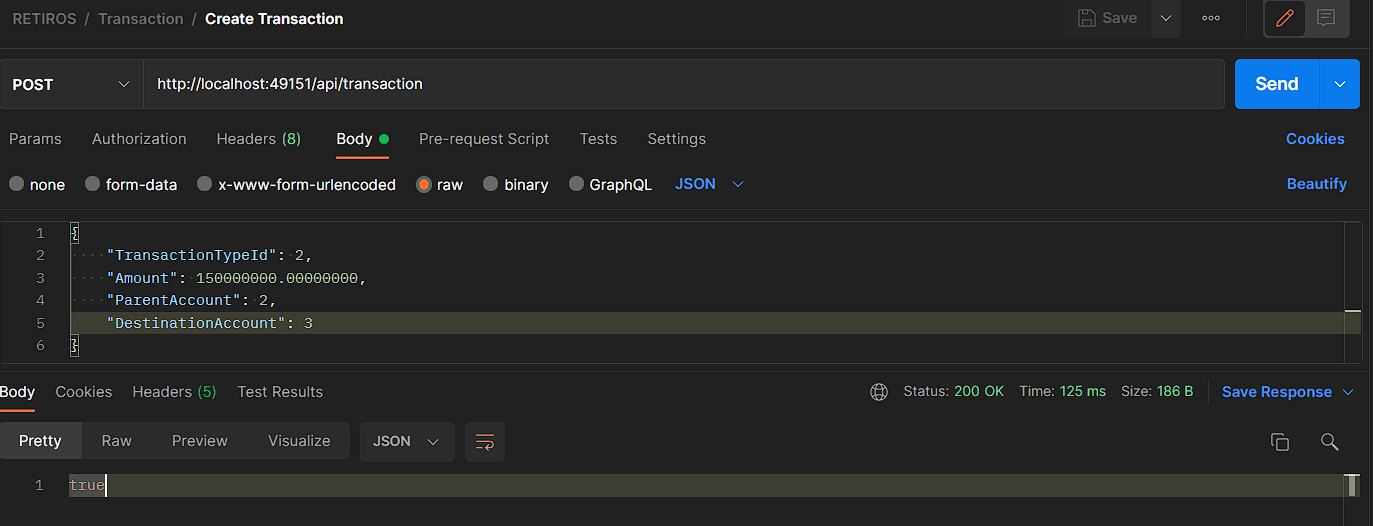 RETIROS / Transaction / Create Transaction
Save
POST
http://localhost:49151/api/transaction
Send
Params Authorization Headers (8) Body Pre-request Script Tests Settings Cookies
none form-data x-www-form-urlencoded raw binary GraphQL JSON Beautify
1 {
2 "TransactionTypeId": 2,
3 "Amount": 150000000.00000000,
4 "ParentAccount": 2,
5 "DestinationAccount": 3
6 }
Body Cookies Headers (5) Test Results Status: 200 OK Time: 125 ms Size: 186 B Save Response
Pretty Raw Preview Visualize JSON
1 true